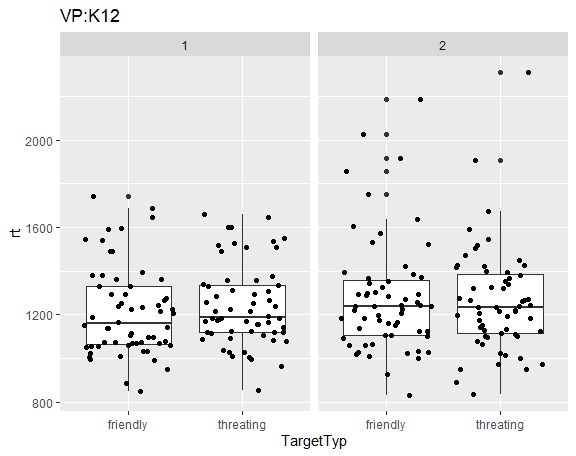 VP:K12
1 2
rt
2000
1600
1200
800
friendly threating friendly threating
TargetTyp